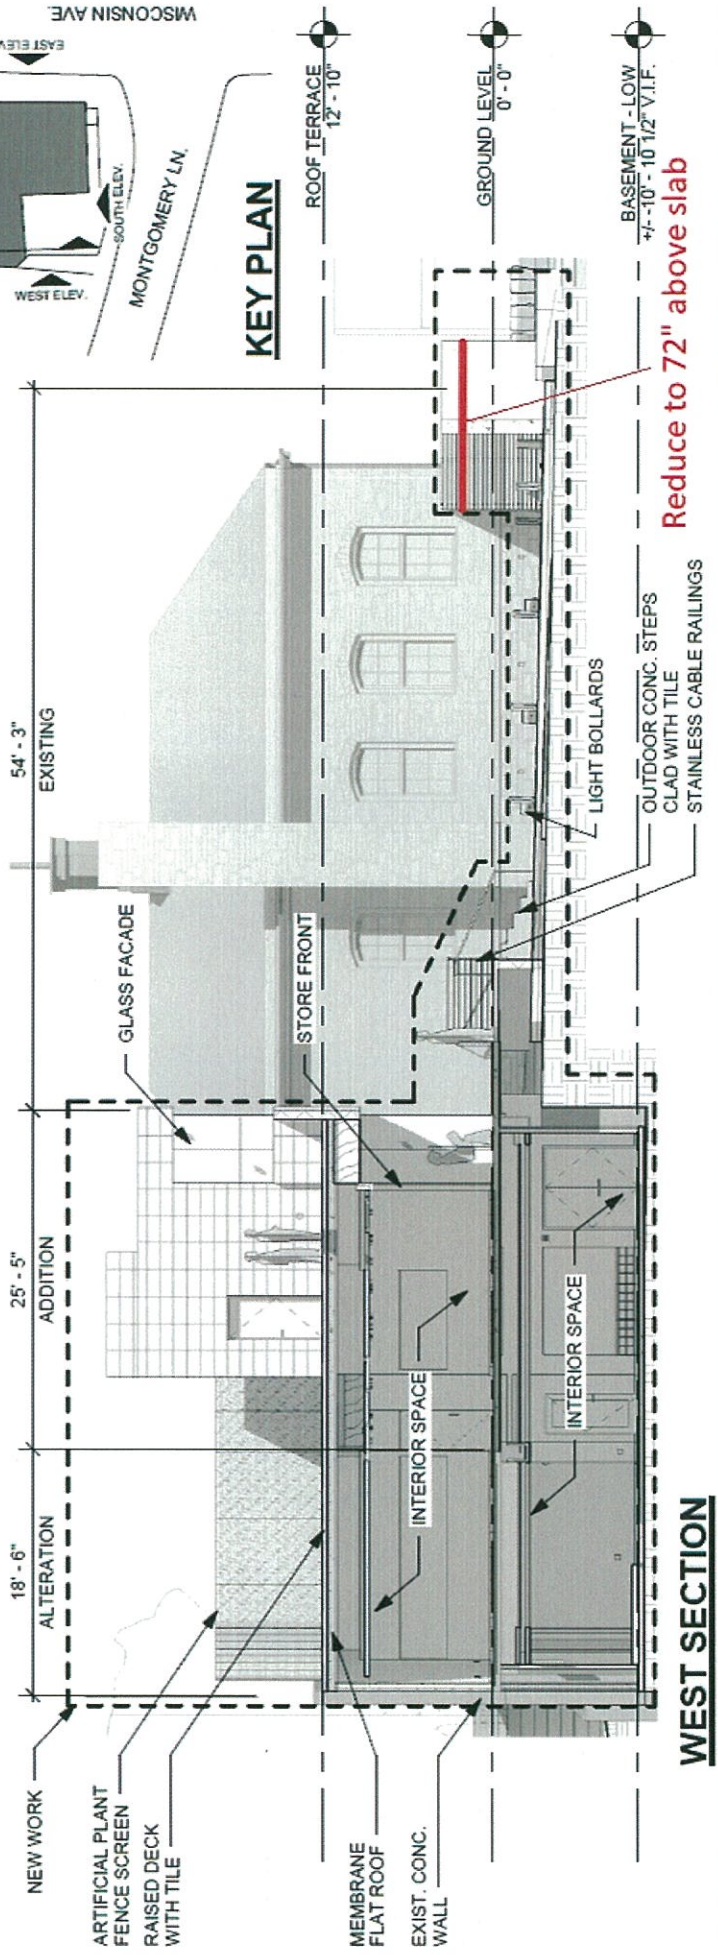 NEW WORK
ARTIFICIAL PLANT
FENCE SCREEN
RAISED DECK
WITH TILE
MEMBRANE
FLAT ROOF
EXIST. CONC.
WALL
18' - 6"
ALTERATION
25' - 5"
ADDITION
54' - 3"
EXISTING
GLASS FACADE
STORE FRONT
INTERIOR SPACE
INTERIOR SPACE
LIGHT BOLLARDS
OUTDOOR CONC. STEPS
CLAD WITH TILE
STAINLESS CABLE RAILINGS
Reduce to 72" above slab
ROOF TERRACE
12' - 10"
GROUND LEVEL
0' - 0"
BASEMENT - LOW
+/- -10' - 10 1/2" V.I.F.
WEST ELEV.
SOUTH ELEV.
EAST ELEV
MONTGOMERY LN.
WISCONSIN AVE.
KEY PLAN
WEST SECTION